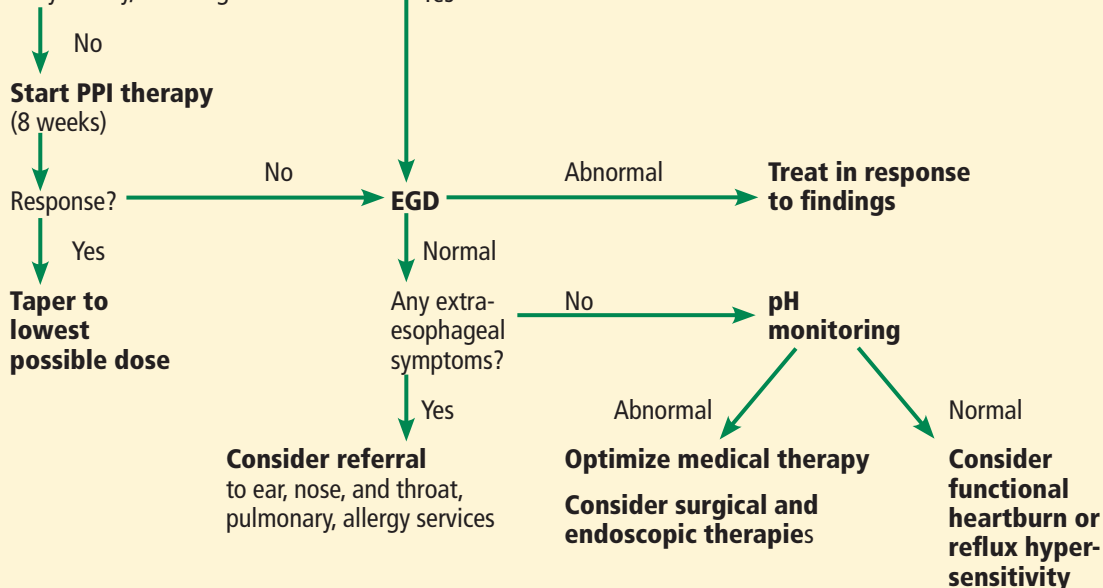 No
Start PPI therapy
(8 weeks)
No
Abnormal
Treat in response
to findings
Response?
EGD
Yes
Normal
Taper to
lowest
possible dose
Any extra-
esophageal
symptoms?
No
pH
monitoring
Yes
Abnormal
Normal
Consider referral
to ear, nose, and throat,
pulmonary, allergy services
Optimize medical therapy
Consider surgical and
endoscopic therapies
Consider
functional
heartburn or
reflux hyper-
sensitivity